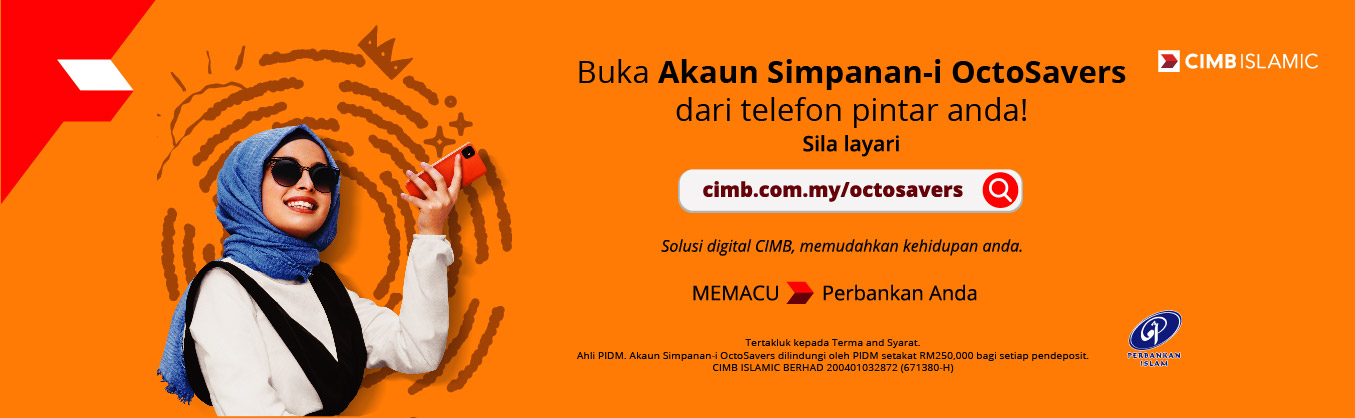 Buka Akaun Simpanan-i OctoSavers
dari telefon pintar anda!
CIMB ISLAMIC
Sila layari
cimb.com.my/octosavers
Solusi digital CIMB, memudahkan kehidupan anda.
MEMACU Perbankan Anda
Tertakluk kepada Terma and Syarat.
Ahli PIDM. Akaun Simpanan-i OctoSavers dilindungi oleh PIDM setakat RM250,000 bagi setiap pendeposit.
CIMB ISLAMIC BERHAD 200401032872 (671380-H)
PERBANKAN
ISLAM